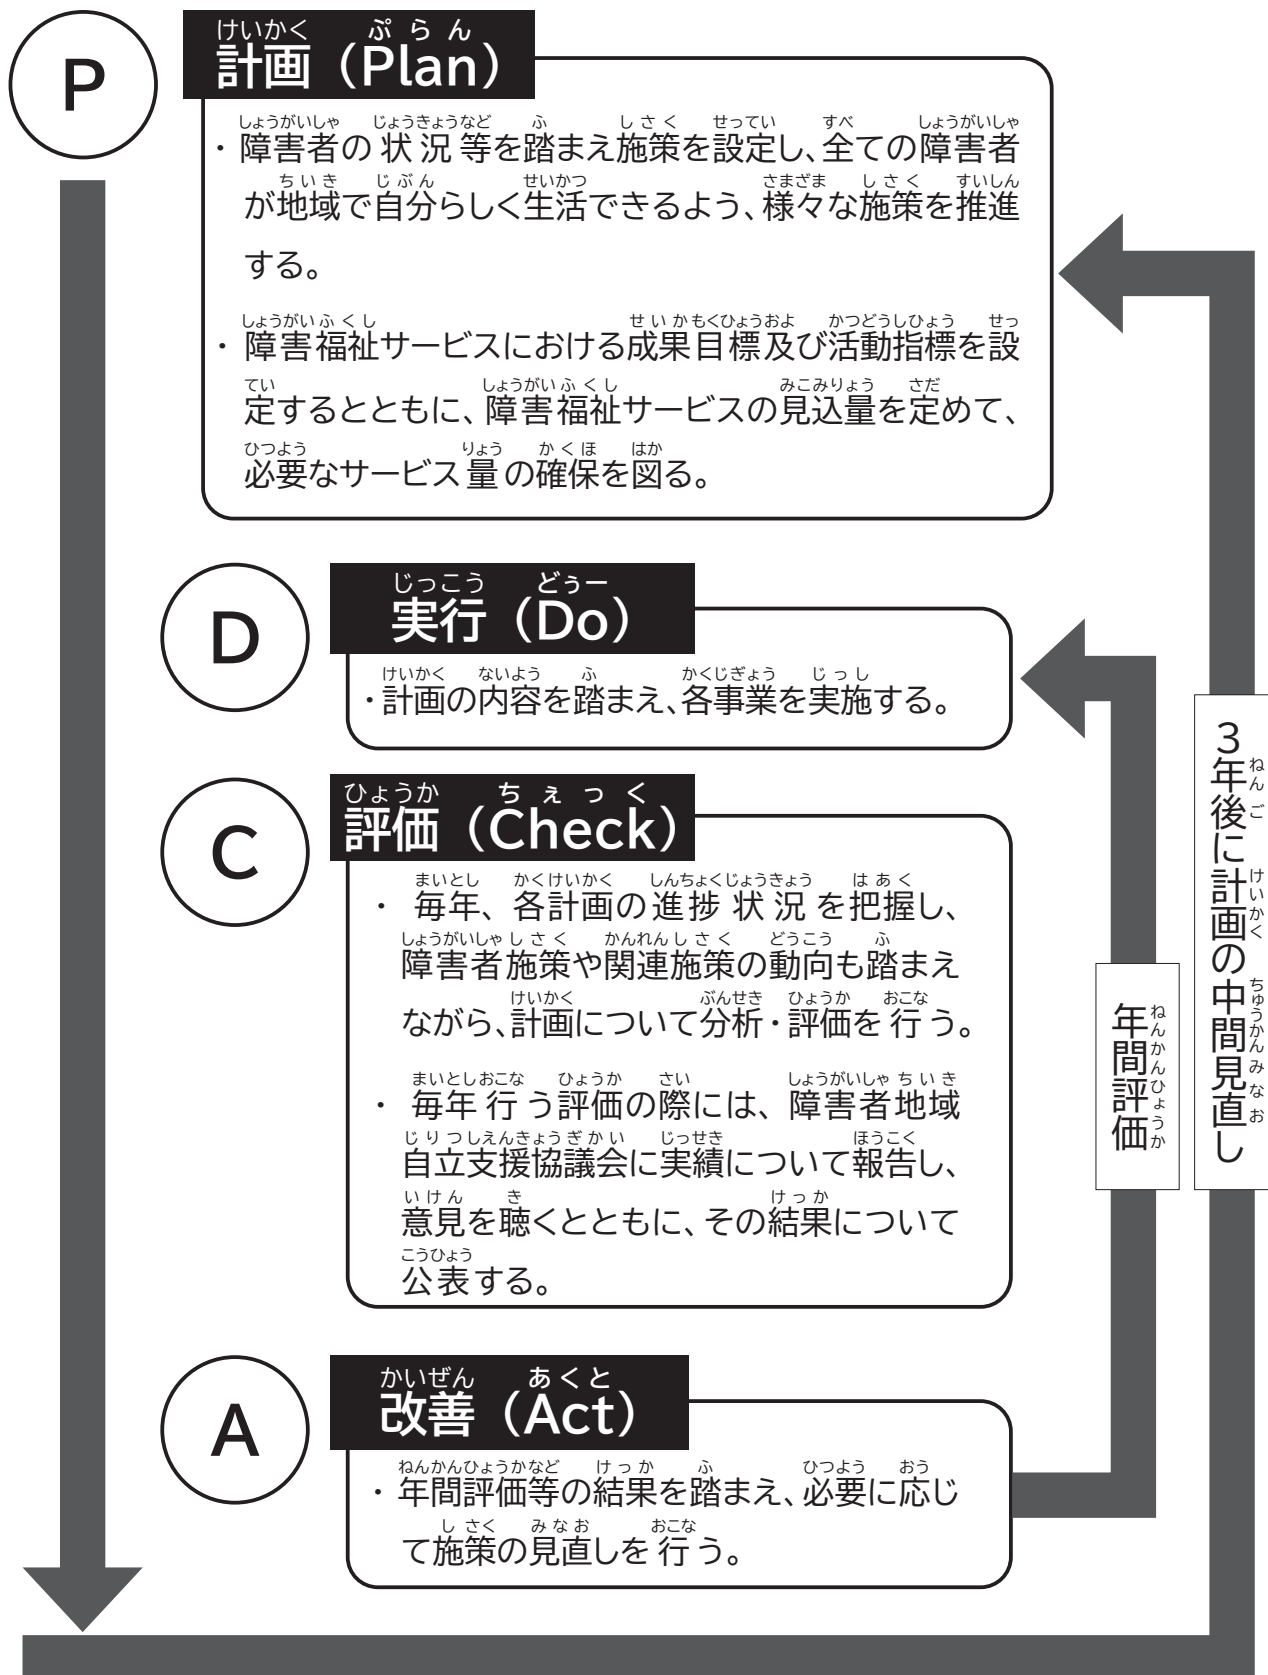 P
けいかく ぷらん
計画（Plan）
しょうがいしゃ じょうきょうなど ふ しさく せってい すべ しょうがいしゃ
・障害者の状況等を踏まえ施策を設定し、全ての障害者
ちいき じぶん せいかつ さまざま しさく すいしん
が地域で自分らしく生活できるよう、様々な施策を推進
する。
しょうがいふくし せいかもくひょうおよ かつどうしひょう せっ
・障害福祉サービスにおける成果目標及び活動指標を設
てい しょうがいふくし みこみりょう さだ
定するとともに、障害福祉サービスの見込量を定めて、
ひつよう りょう かくほ はか
必要なサービス量の確保を図る。
D
じっこう どぅー
実行（Do）
けいかく ないよう ふ かくじぎょう じっし
・計画の内容を踏まえ、各事業を実施する。
C
ひょうか ちぇっく
評価（Check）
まいとし かくけいかく しんちょくじょうきょう はあく
・毎年、各計画の進捗状況を把握し、
しょうがいしゃしさく かんれんしさく どうこう ふ
障害者施策や関連施策の動向も踏まえ
けいかく ぶんせき ひょうか おこな
ながら、計画について分析・評価を行う。
まいとしおこな ひょうか さい しょうがいしゃちいき
・毎年行う評価の際には、障害者地域
じりつしえんきょうぎかい じっせき ほうこく
自立支援協議会に実績について報告し、
いけん き けっか
意見を聴くとともに、その結果について
こうひょう
公表する。
A
かいぜん あくと
改善（Act）
ねんかんひょうかなど けっか ふ ひつよう おう
・年間評価等の結果を踏まえ、必要に応じ
しさく みなお おこな
て施策の見直しを行う。
ねんかんひょうか
年間評価
ねんご けいかく ちゅうかんみなお
３年後に計画の中間見直し